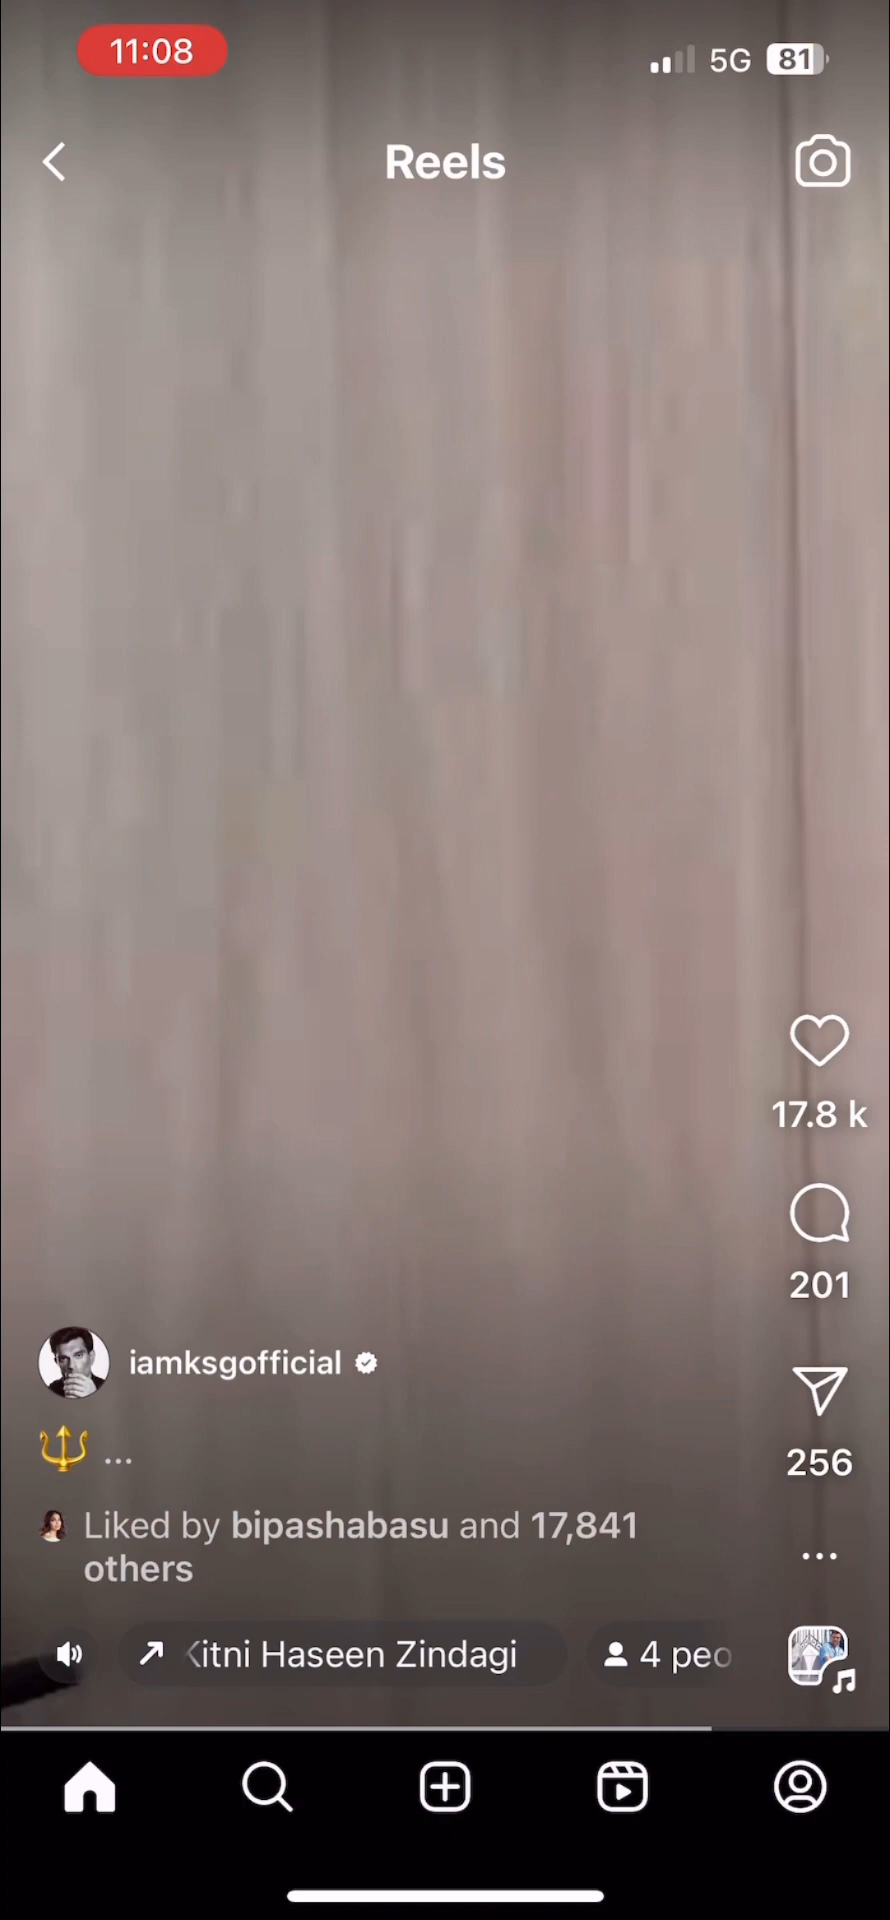 11:08
5G 81
Reels
17.8 k
201
iamksgofficial
256
...
Liked by bipashabasu and 17,841
others
Kitni Haseen Zindagi
4 peo